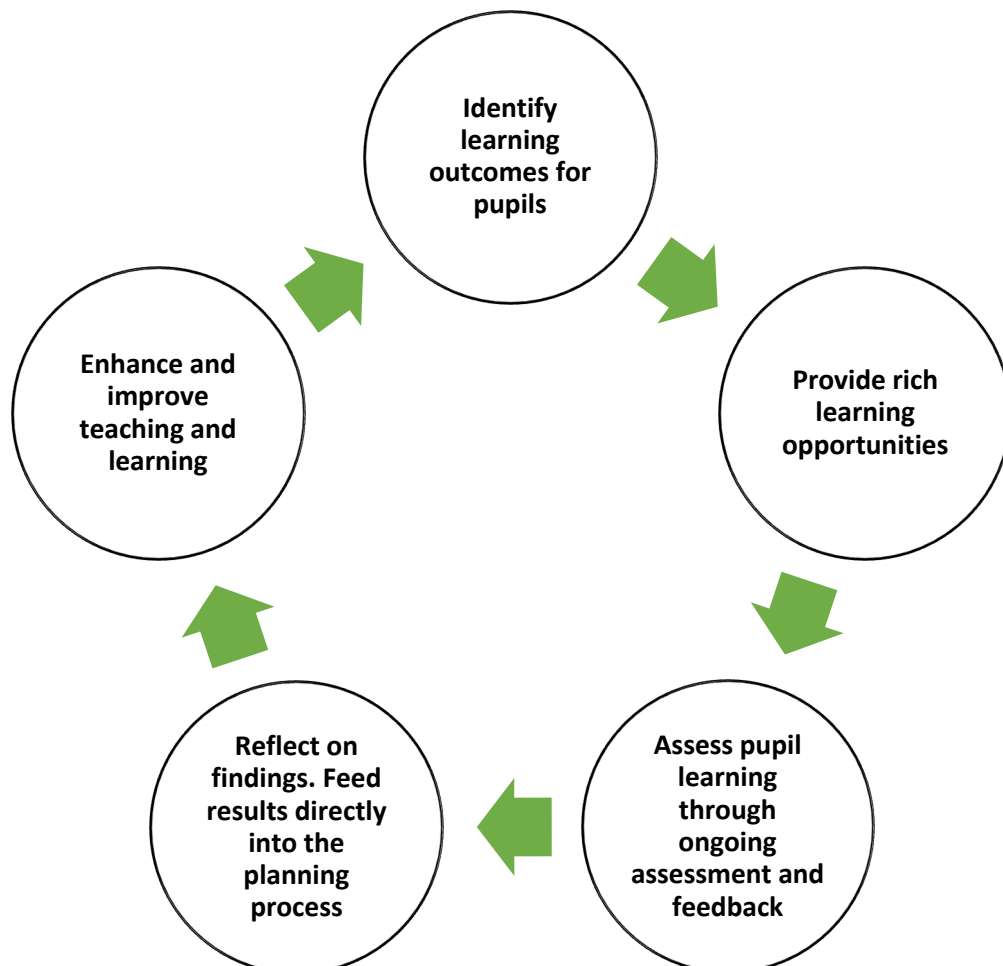 Identify
learning
outcomes for
pupils
Provide rich
learning
opportunities
Assess pupil
learning
through
ongoing
assessment and
feedback
Reflect on
findings. Feed
results directly
into the
planning
process
Enhance and
improve
teaching and
learning